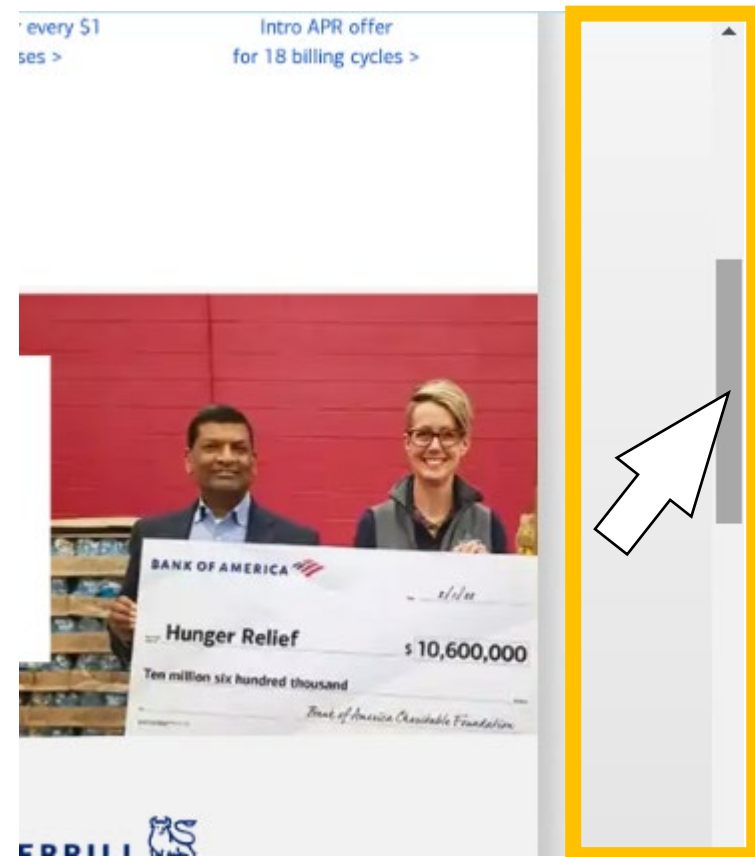 every $1
ses >
Intro APR offer
for 18 billing cycles >
BANK OF AMERICA
Hunger Relief
$ 10,600,000
Ten million six hundred thousand
Bank of America Charitable Foundation
ERRILL